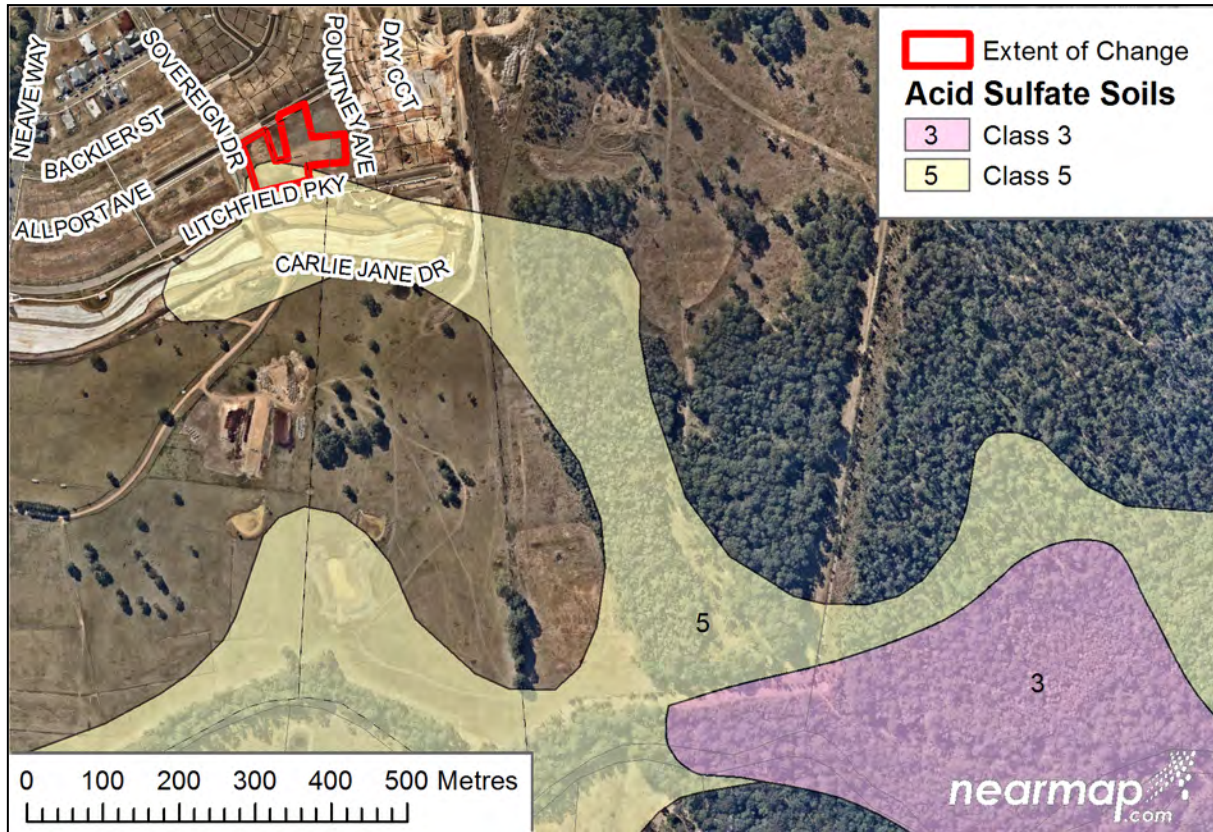 NEAVE WAY
BACKLER ST
SOVEREIGN DR
POUNTNEY AVE
DAY CCT
ALLPORT AVE
LITCHFIELD PKY
CARLIE JANE DR
Extent of Change
Acid Sulfate Soils
3 Class 3
5 Class 5
5
3
0 100 200 300 400 500 Metres
nearmap
.com